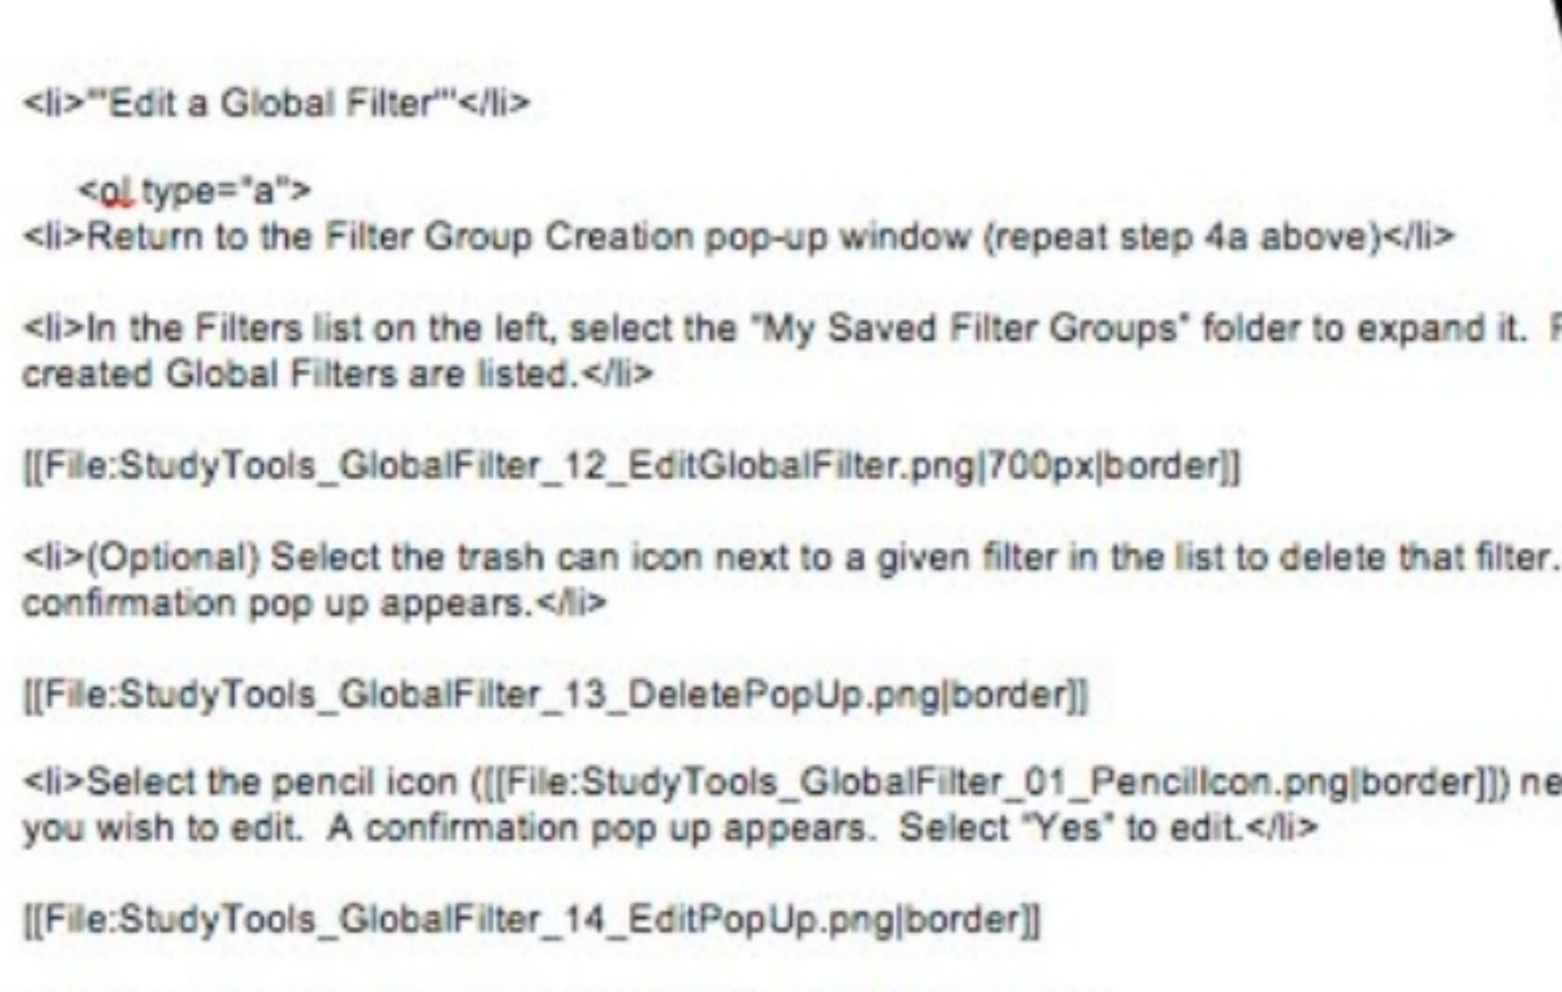 <li>'''Edit a Global Filter'''</li>
<ol type="a">
<li>Return to the Filter Group Creation pop-up window (repeat step 4a above)</li>
<li>In the Filters list on the left, select the "My Saved Filter Groups" folder to expand it.
created Global Filters are listed.</li>
[[File:StudyTools_GlobalFilter_12_EditGlobalFilter.png|700px|border]]
<li>(Optional) Select the trash can icon next to a given filter in the list to delete that filter.
confirmation pop up appears.</li>
[[File:StudyTools_GlobalFilter_13_DeletePopUp.png|border]]
<li>Select the pencil icon ([[File:StudyTools_GlobalFilter_01_PencilIcon.png|border]])
you wish to edit.  A confirmation pop up appears.  Select "Yes" to edit.</li>
[[File:StudyTools_GlobalFilter_14_EditPopUp.png|border]]